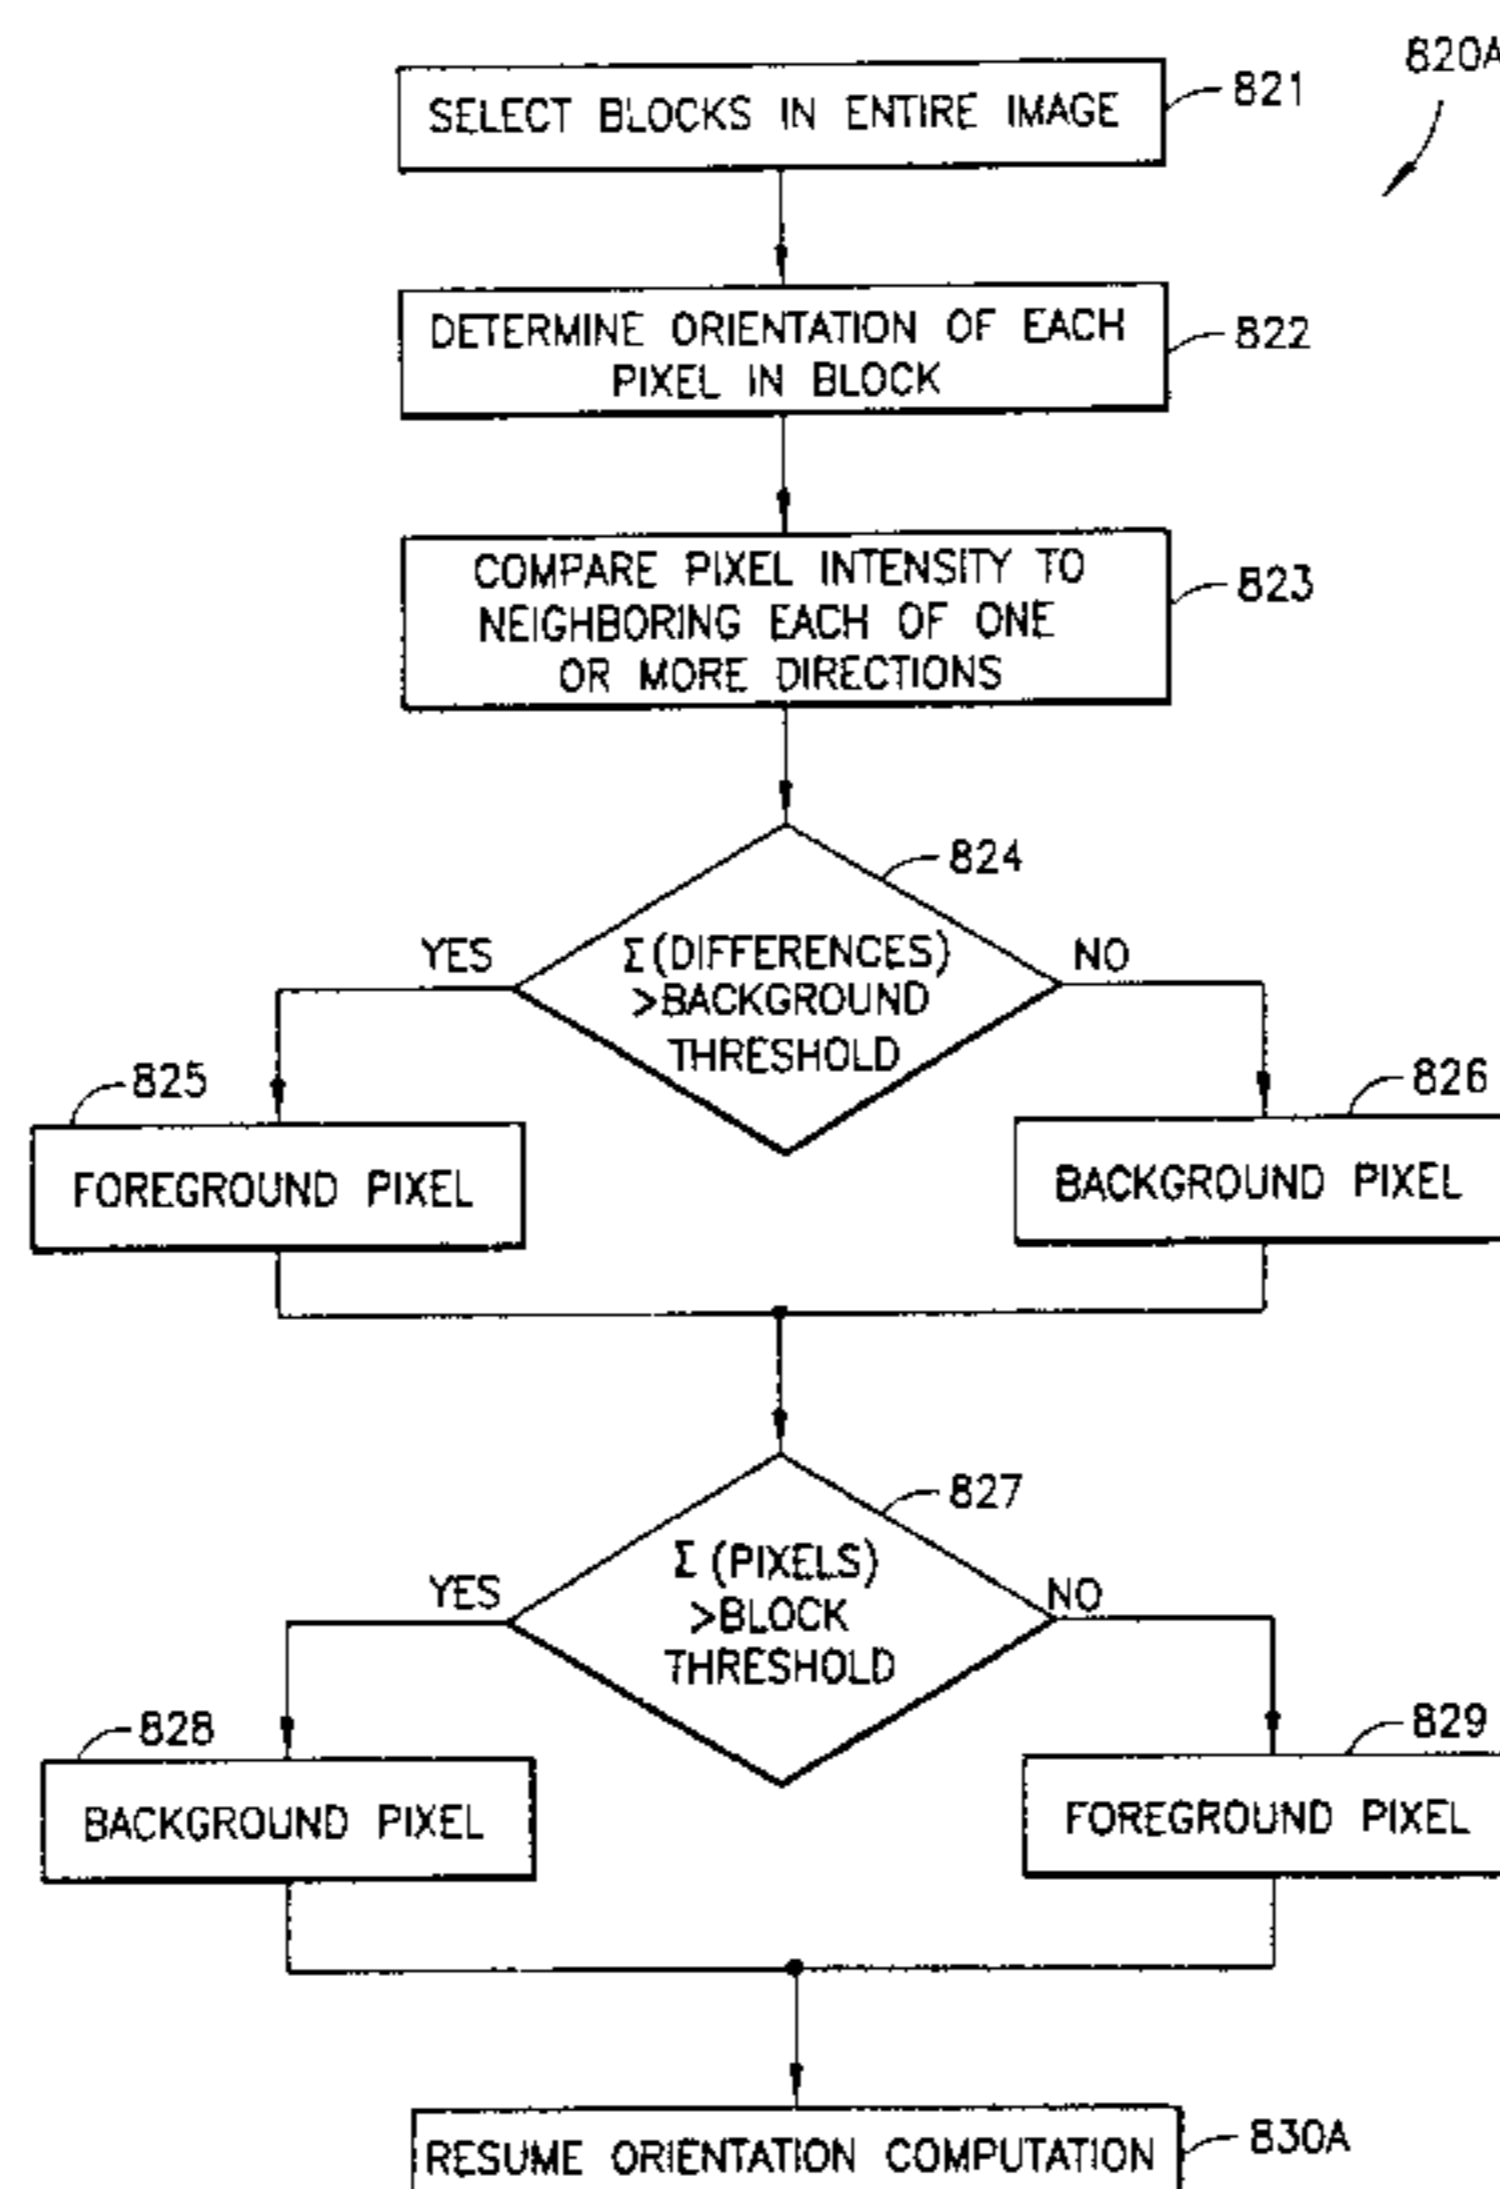 820A
SELECT BLOCKS IN ENTIRE IMAGE
821
DETERMINE ORIENTATION OF EACH
PIXEL IN BLOCK
822
COMPARE PIXEL INTENSITY TO
NEIGHBORING EACH OF ONE
OR MORE DIRECTIONS
823
824
YES
Σ(DIFFERENCES)
>BACKGROUND
THRESHOLD
NO
825
FOREGROUND PIXEL
826
BACKGROUND PIXEL
827
YES
Σ (PIXELS)
>BLOCK
THRESHOLD
NO
828
BACKGROUND PIXEL
829
FOREGROUND PIXEL
RESUME ORIENTATION COMPUTATION
830A